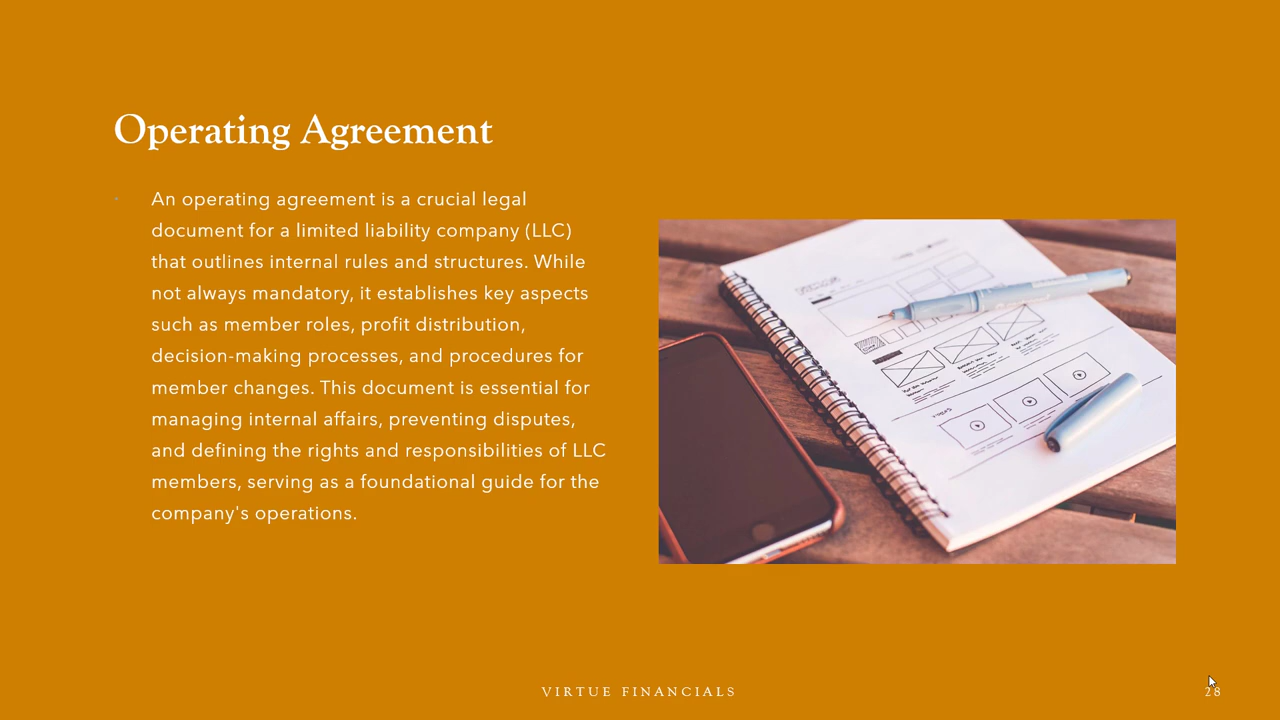 Operating Agreement
· An operating agreement is a crucial legal
document for a limited liability company (LLC)
that outlines internal rules and structures. While
not always mandatory, it establishes key aspects
such as member roles, profit distribution,
decision-making processes, and procedures for
member changes. This document is essential for
managing internal affairs, preventing disputes,
and defining the rights and responsibilities of LLC
members, serving as a foundational guide for the
company's operations.
VIRTUE FINANCIALS
28